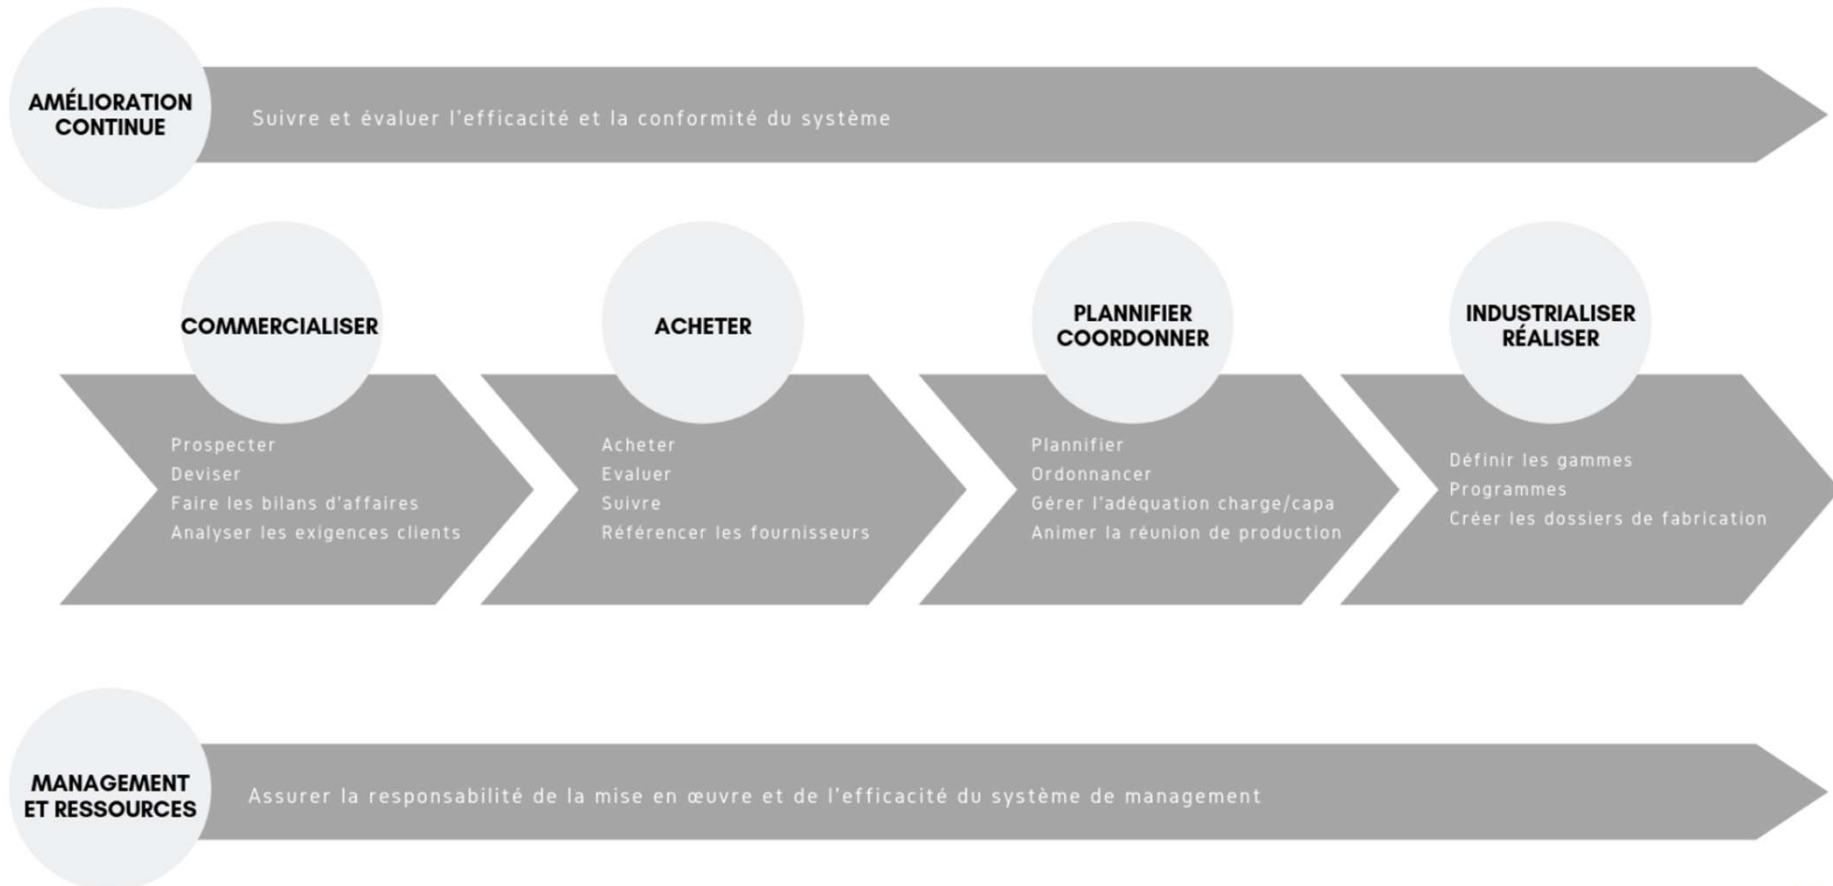 AMÉLIORATION
CONTINUE
Suivre et évaluer l'efficacité et la conformité du système
COMMERCIALISER
Prospecter
Deviser
Faire les bilans d'affaires
Analyser les exigences clients
ACHETER
Acheter
Evaluer
Suivre
Référencer les fournisseurs
PLANNIFIER
COORDONNER
Plannifier
Ordonnancer
Gérer l'adéquation charge/capa
Animer la réunion de production
INDUSTRIALISER
RÉALISER
Définir les gammes
Programmes
Créer les dossiers de fabrication
MANAGEMENT
ET RESSOURCES
Assurer la responsabilité de la mise en œuvre et de l'efficacité du système de management